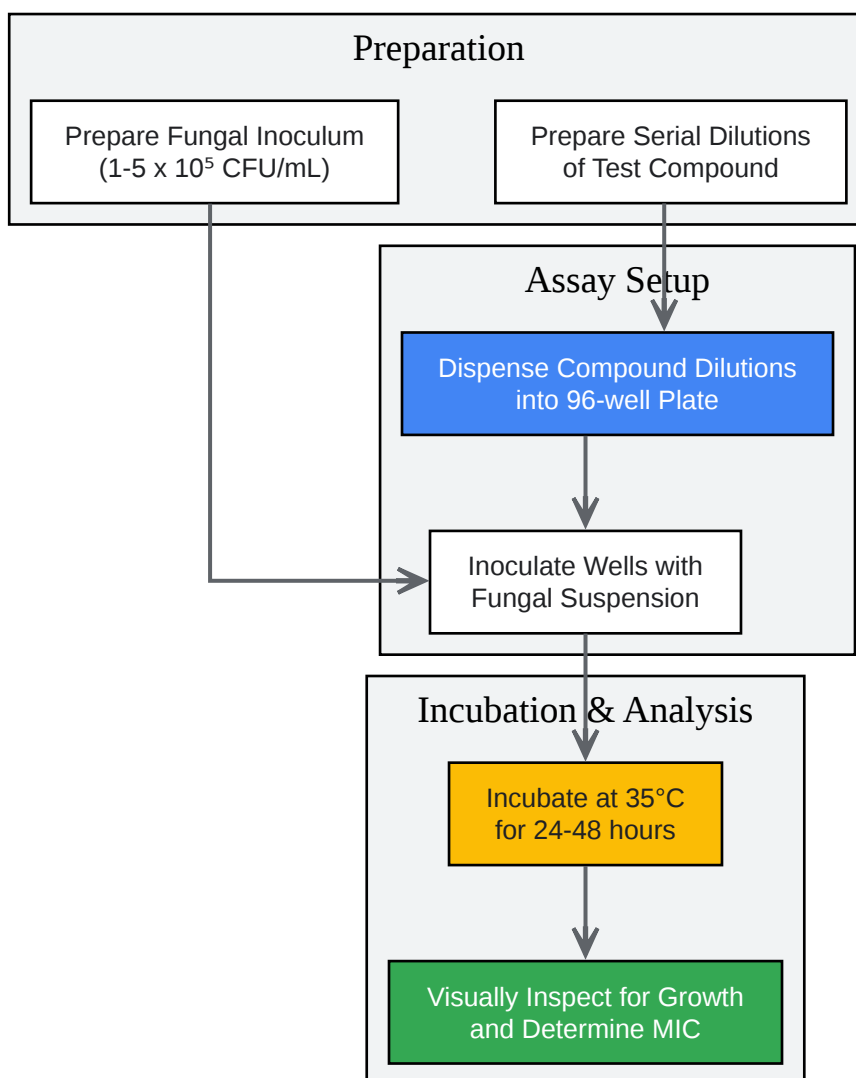 Preparation
Prepare Fungal Inoculum
(1-5 x 10⁵ CFU/mL)
Prepare Serial Dilutions
of Test Compound
Assay Setup
Dispense Compound Dilutions
into 96-well Plate
Inoculate Wells with
Fungal Suspension
Incubation & Analysis
Incubate at 35°C
for 24-48 hours
Visually Inspect for Growth
and Determine MIC